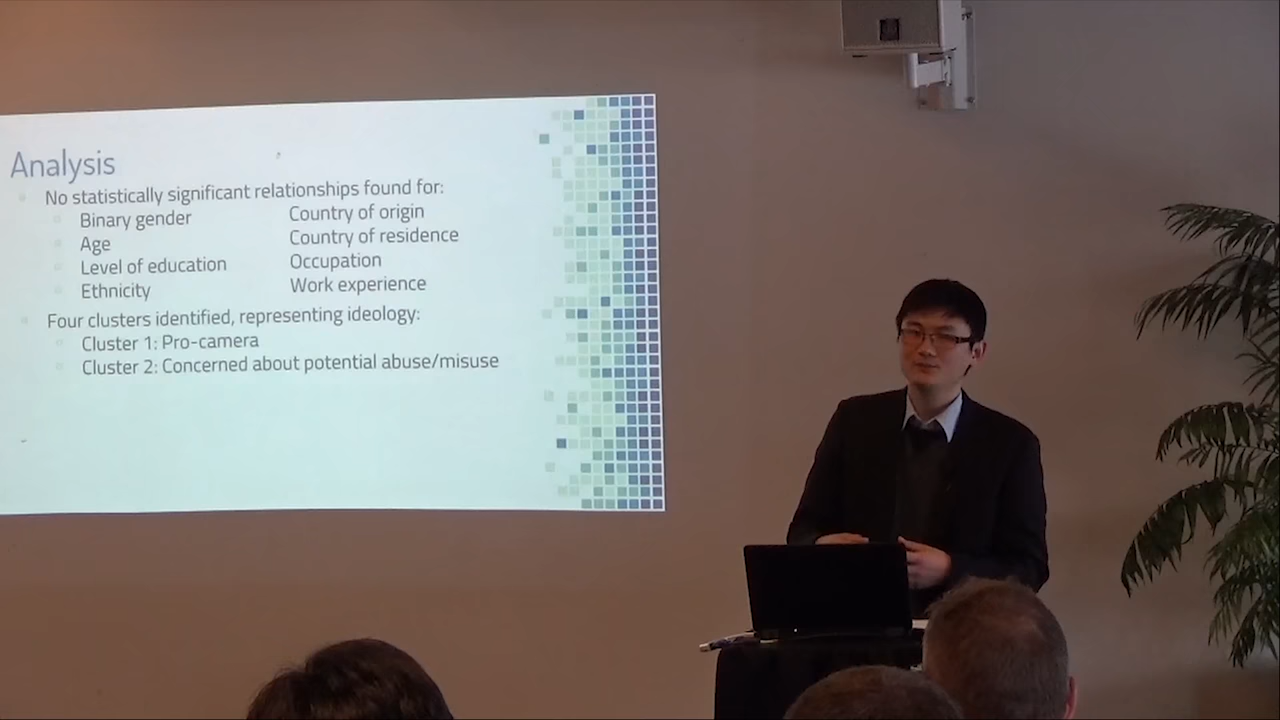 Analysis
No statistically significant relationships found for:
Binary gender
Age
Level of education
Ethnicity
Country of origin
Country of residence
Occupation
Work experience
Four clusters identified, representing ideology:
Cluster 1: Pro-camera
Cluster 2: Concerned about potential abuse/misuse